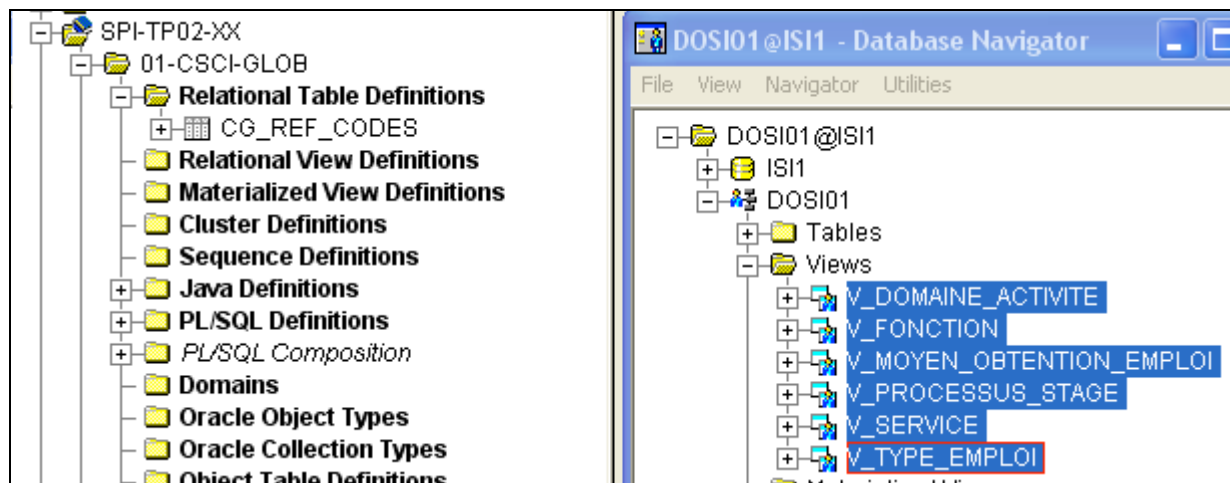 SPI-TP02-XX
01-CSCI-GLOB
Relational Table Definitions
CG_REF_CODES
Relational View Definitions
Materialized View Definitions
Cluster Definitions
Sequence Definitions
Java Definitions
PL/SQL Definitions
PL/SQL Composition
Domains
Oracle Object Types
Oracle Collection Types
Object Table Definitions
DOSI01@ISI1 - Database Navigator
File View Navigator Utilities
DOSI01@ISI1
ISI1
DOSI01
Tables
Views
V_DOMAINE_ACTIVITE
V_FONCTION
V_MOYEN_OBTENTION_EMPLOI
V_PROCESSUS_STAGE
V_SERVICE
V_TYPE_EMPLOI